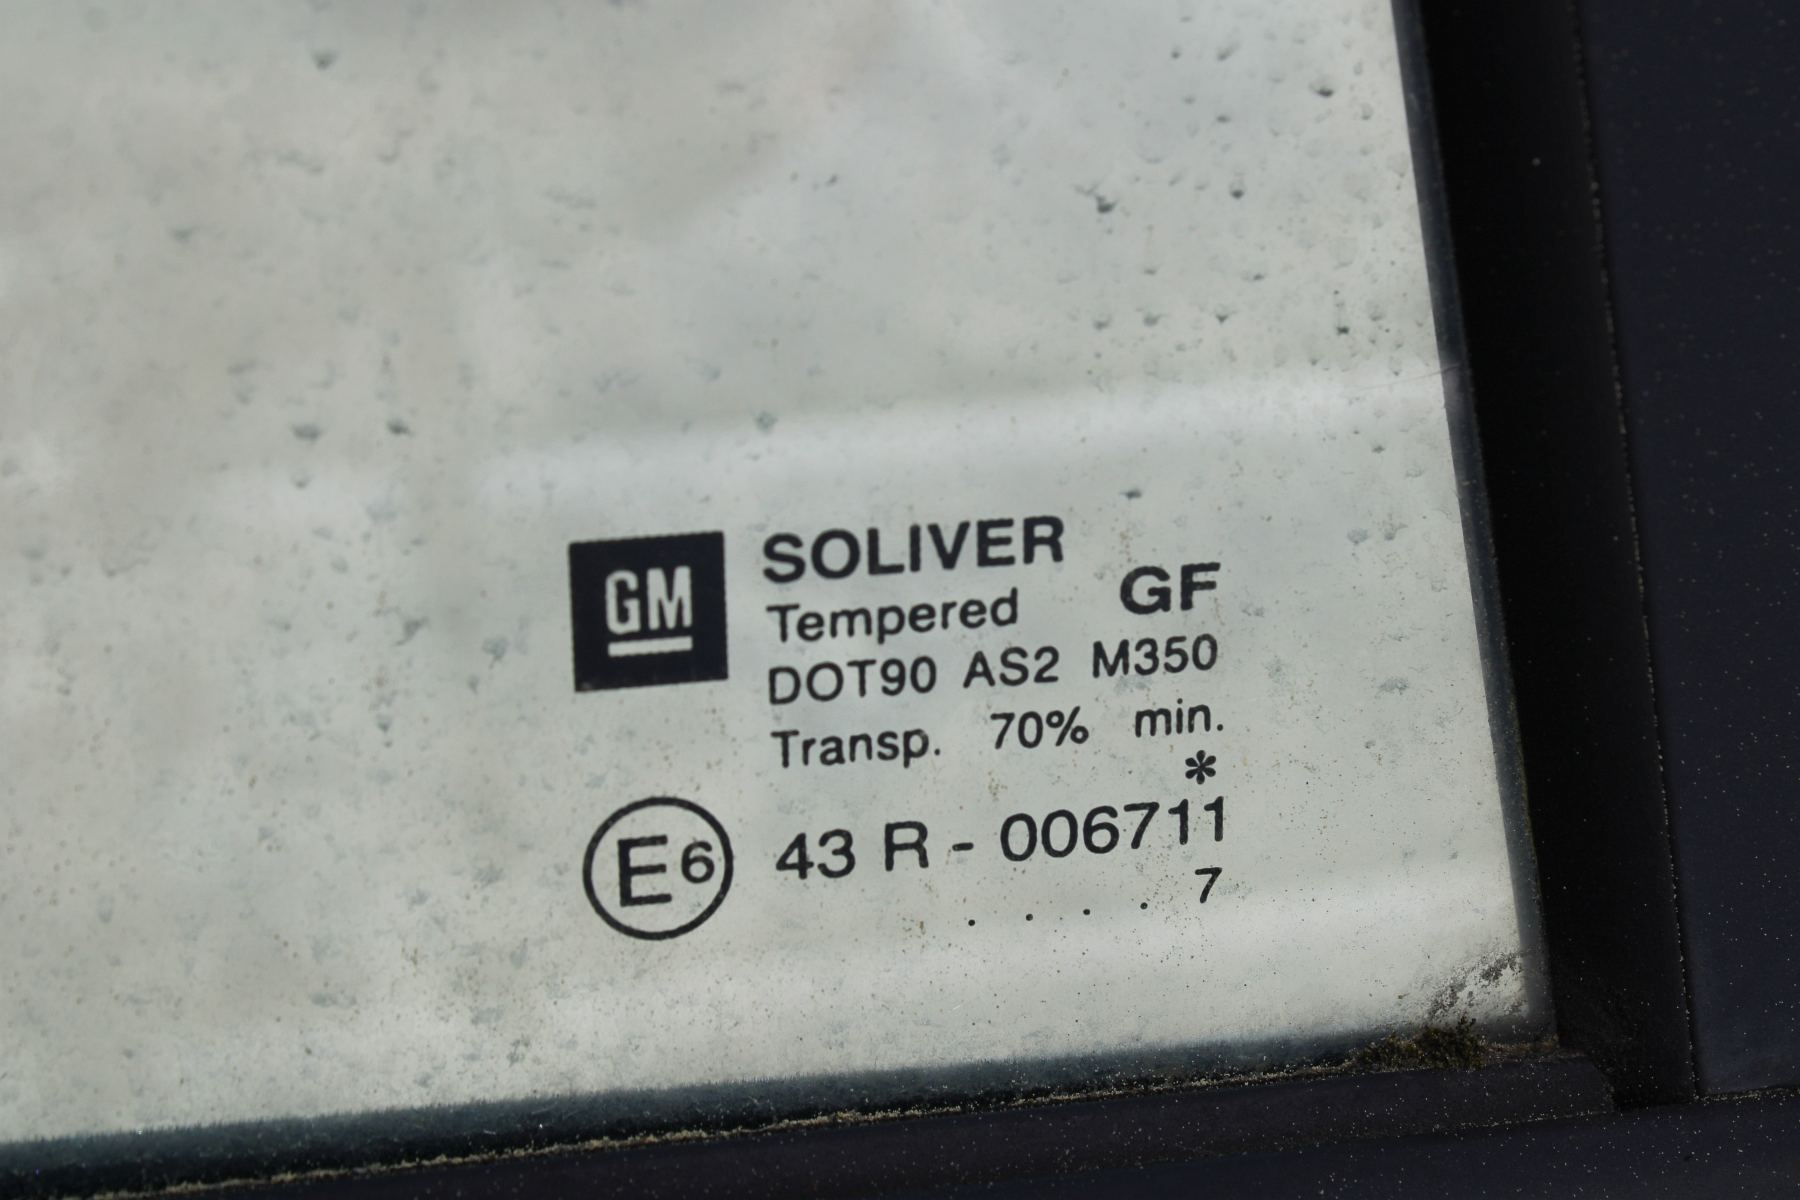 GM
SOLIVER
Tempered GF
DOT90 AS2 M350
Transp. 70% min.
*
E6 43 R - 006711
. . . . 7